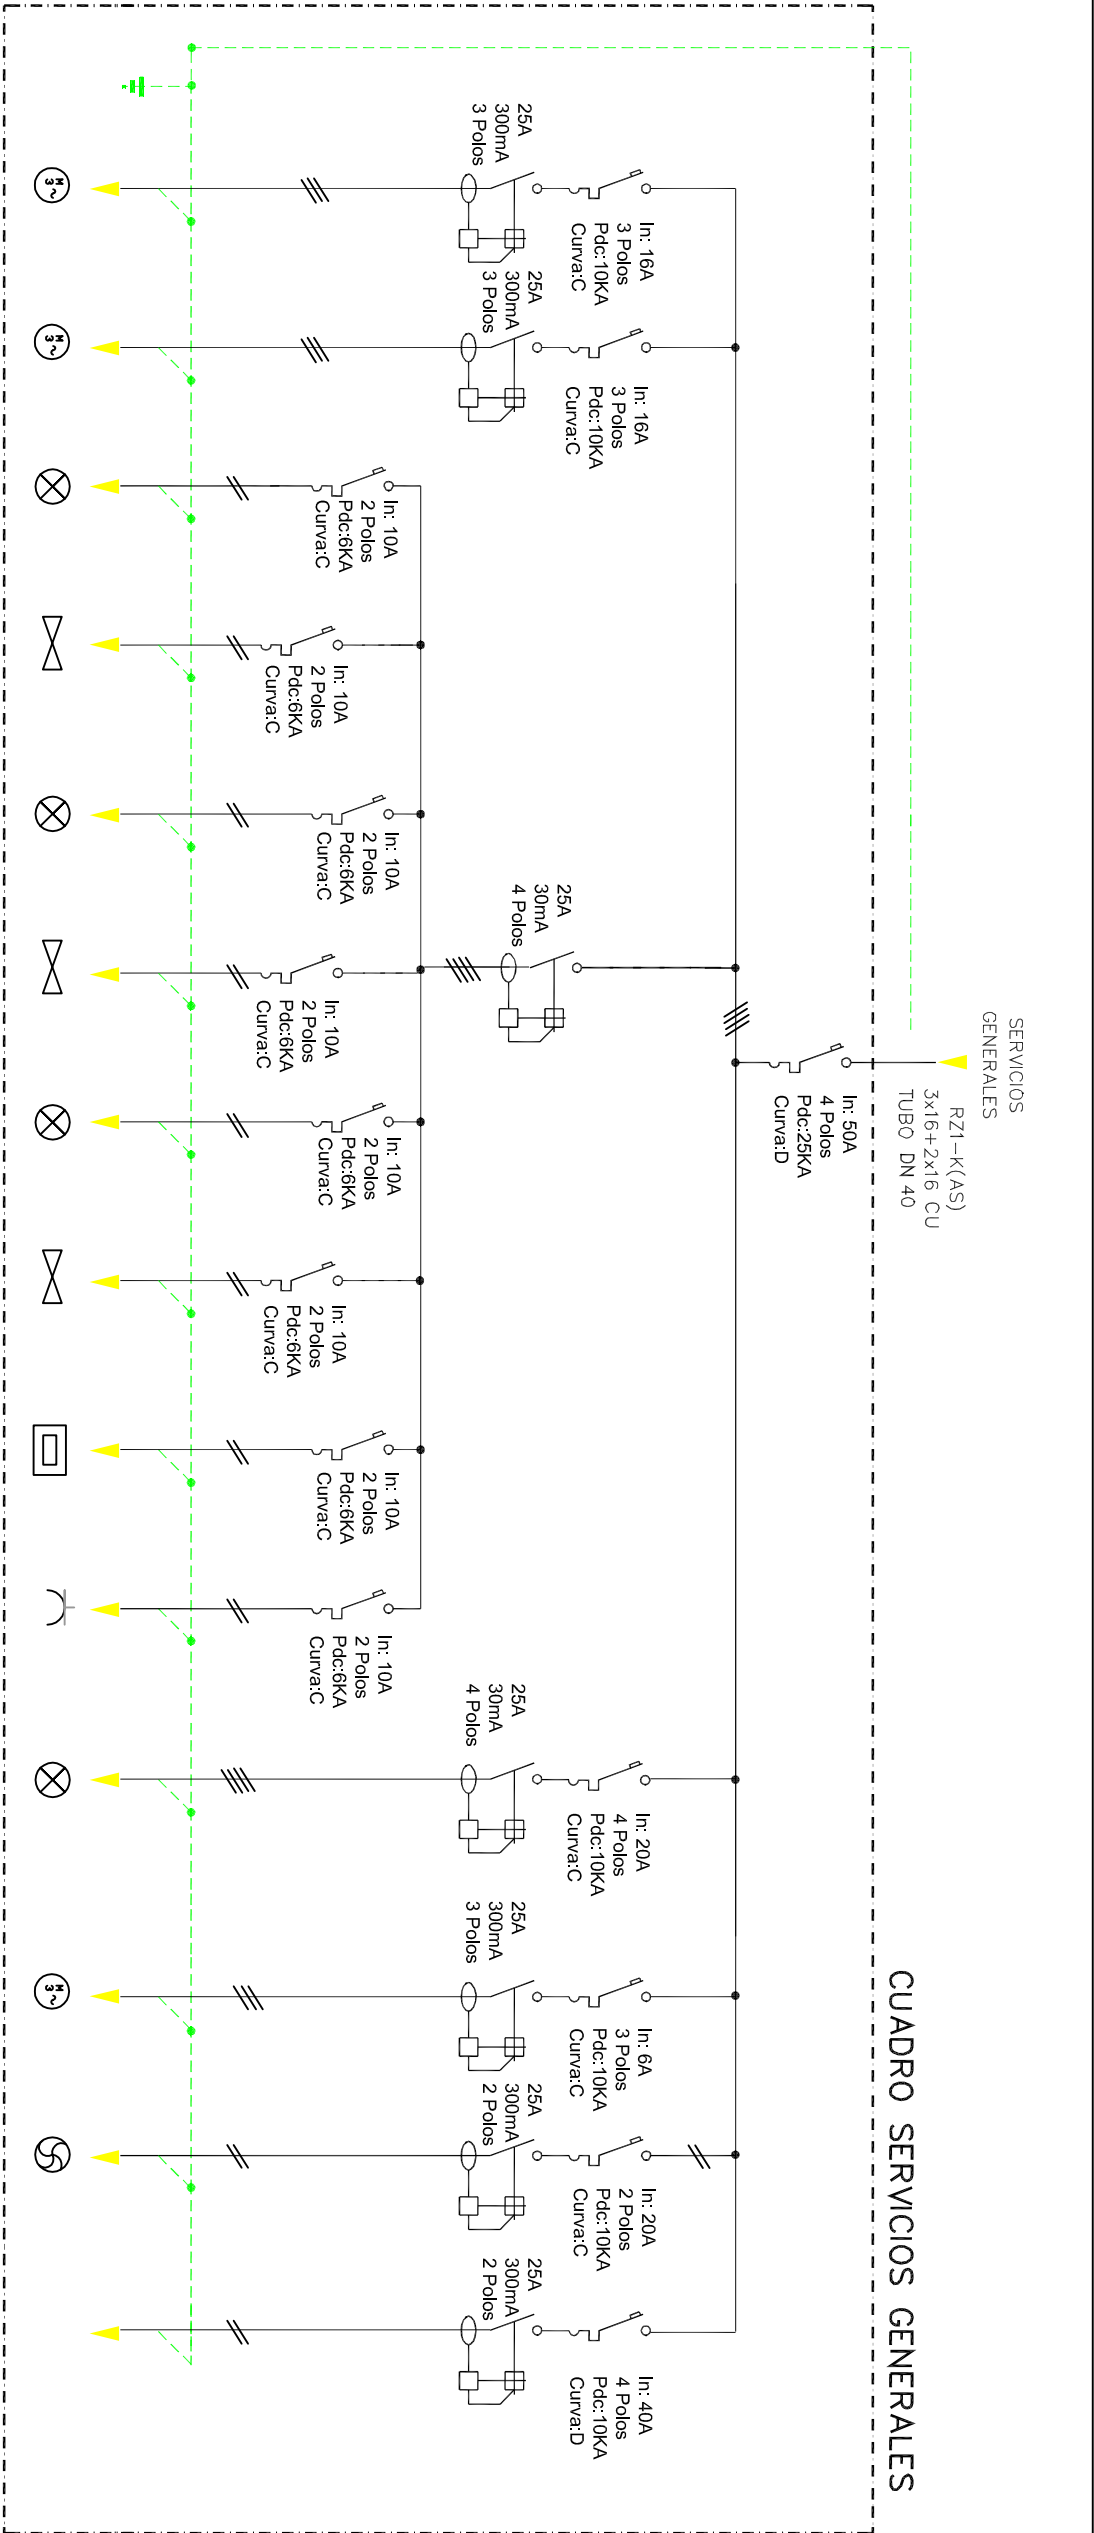 SERVICIOS
GENERALES
RZ1-K(AS)
3x16+2x16 CU
TUBO DN 40
CUADRO SERVICIOS GENERALES
In: 50A
4 Polos
Pdc:25KA
Curva:D
In: 16A
3 Polos
Pdc:10KA
Curva:C
25A
300mA
3 Polos
In: 16A
3 Polos
Pdc:10KA
Curva:C
25A
300mA
3 Polos
25A
30mA
4 Polos
In: 10A
2 Polos
Pdc:6KA
Curva:C
In: 10A
2 Polos
Pdc:6KA
Curva:C
In: 10A
2 Polos
Pdc:6KA
Curva:C
In: 10A
2 Polos
Pdc:6KA
Curva:C
In: 10A
2 Polos
Pdc:6KA
Curva:C
In: 10A
2 Polos
Pdc:6KA
Curva:C
In: 10A
2 Polos
Pdc:6KA
Curva:C
In: 10A
2 Polos
Pdc:6KA
Curva:C
In: 20A
4 Polos
Pdc:10KA
Curva:C
25A
30mA
4 Polos
In: 6A
3 Polos
Pdc:10KA
Curva:C
25A
300mA
3 Polos
In: 20A
2 Polos
Pdc:10KA
Curva:C
25A
300mA
2 Polos
In: 40A
4 Polos
Pdc:10KA
Curva:D
25A
300mA
2 Polos
M
3~
M
3~
M
3~